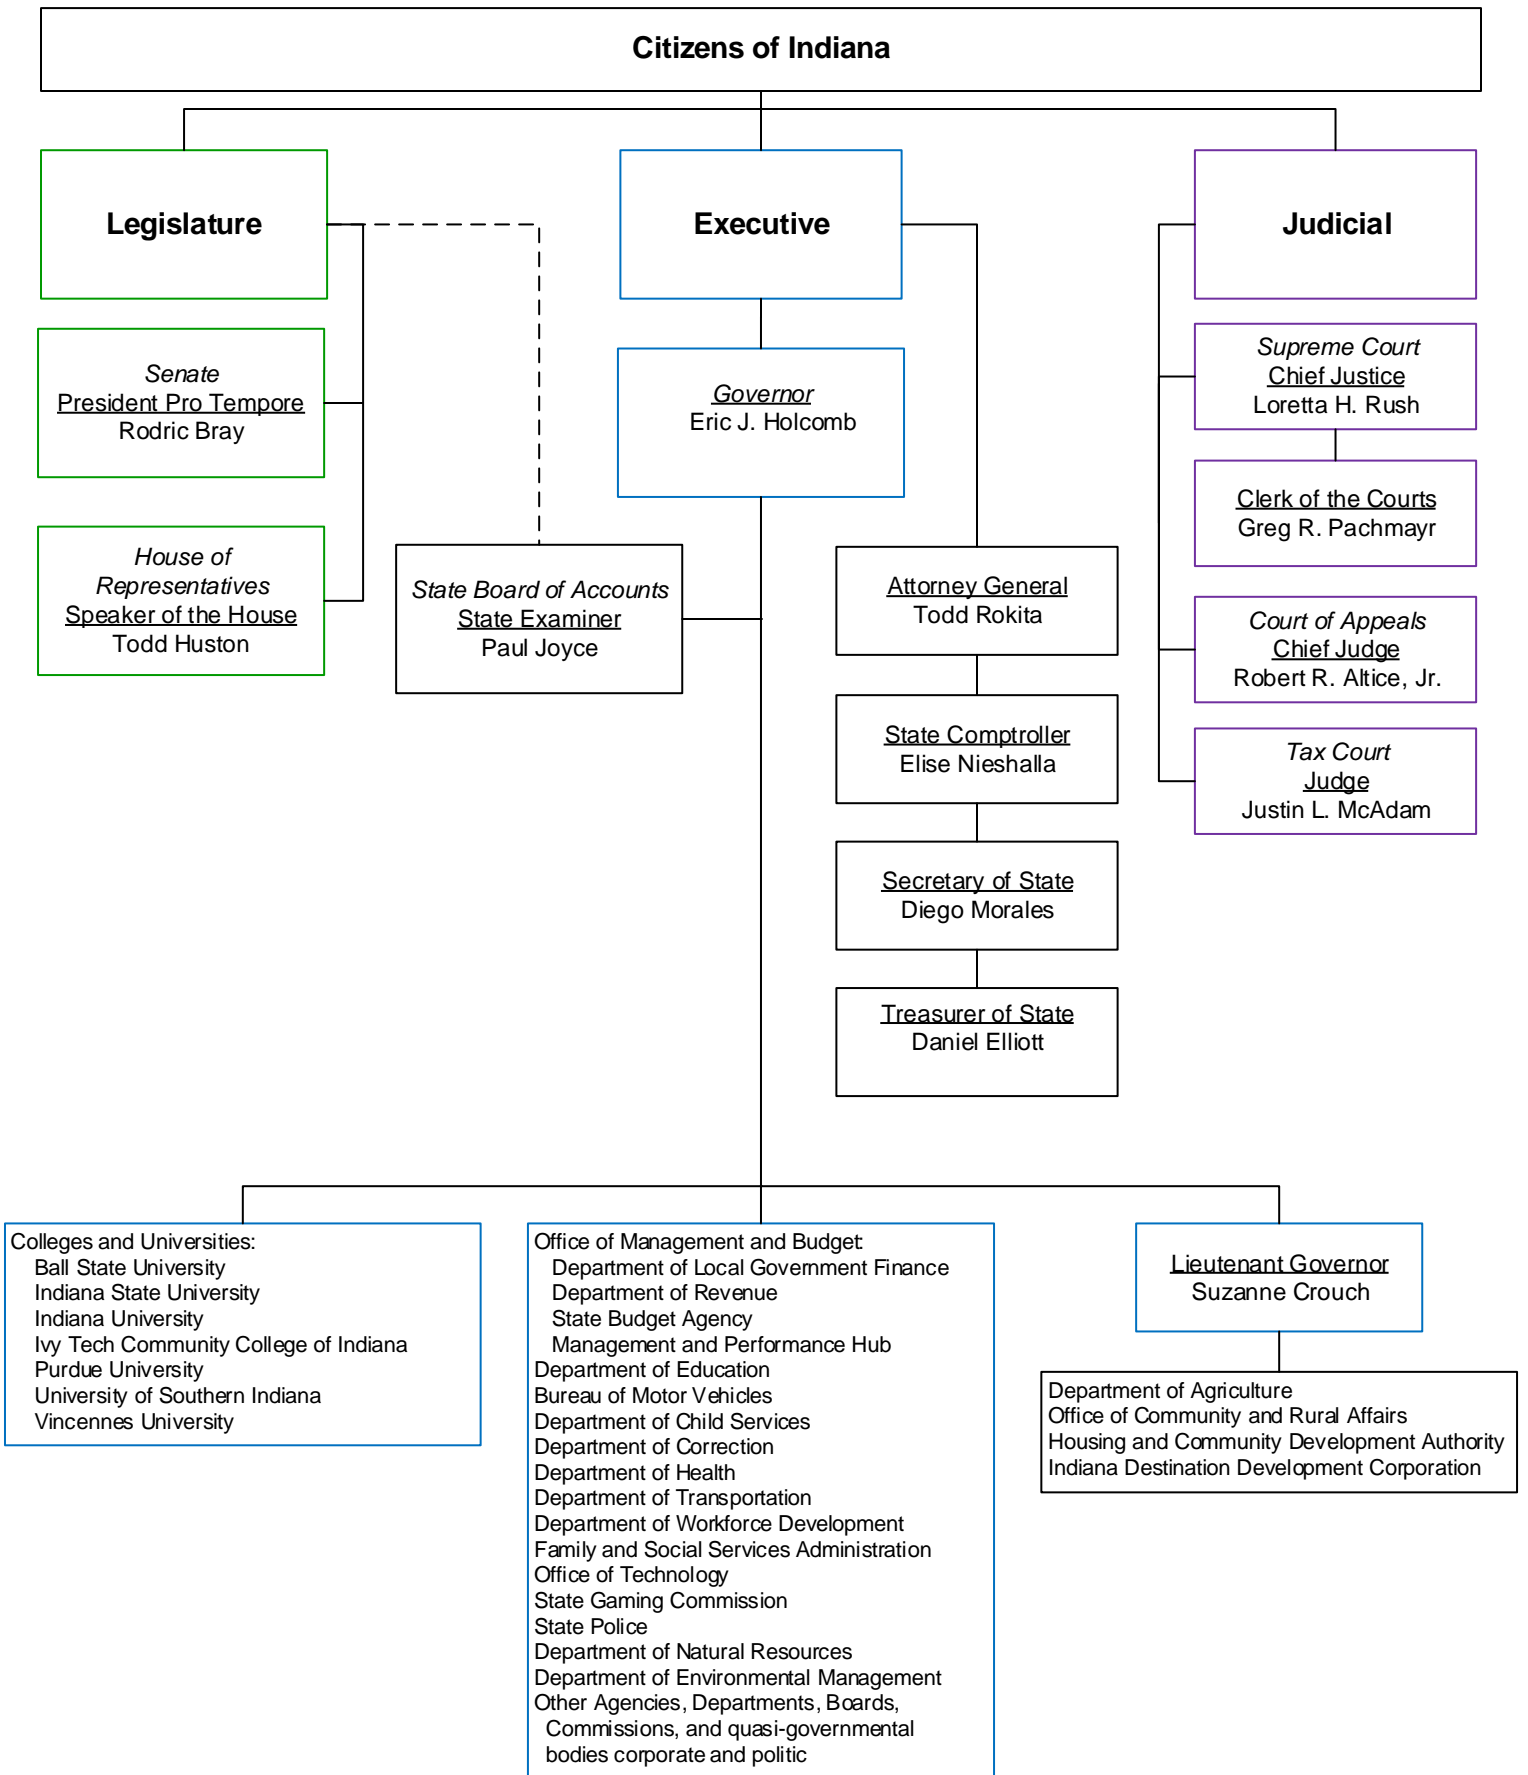 Citizens of Indiana
Legislature
Executive
Judicial
Senate
President Pro Tempore
Rodric Bray
House of
Representatives
Speaker of the House
Todd Huston
State Board of Accounts
State Examiner
Paul Joyce
Governor
Eric J. Holcomb
Attorney General
Todd Rokita
State Comptroller
Elise Nieshalla
Secretary of State
Diego Morales
Treasurer of State
Daniel Elliott
Supreme Court
Chief Justice
Loretta H. Rush
Clerk of the Courts
Greg R. Pachmayr
Court of Appeals
Chief Judge
Robert R. Altice, Jr.
Tax Court
Judge
Justin L. McAdam
Colleges and Universities:
Ball State University
Indiana State University
Indiana University
Ivy Tech Community College of Indiana
Purdue University
University of Southern Indiana
Vincennes University
Office of Management and Budget:
Department of Local Government Finance
Department of Revenue
State Budget Agency
Management and Performance Hub
Department of Education
Bureau of Motor Vehicles
Department of Child Services
Department of Correction
Department of Health
Department of Transportation
Department of Workforce Development
Family and Social Services Administration
Office of Technology
State Gaming Commission
State Police
Department of Natural Resources
Department of Environmental Management
Other Agencies, Departments, Boards,
Commissions, and quasi-governmental
bodies corporate and politic
Lieutenant Governor
Suzanne Crouch
Department of Agriculture
Office of Community and Rural Affairs
Housing and Community Development Authority
Indiana Destination Development Corporation